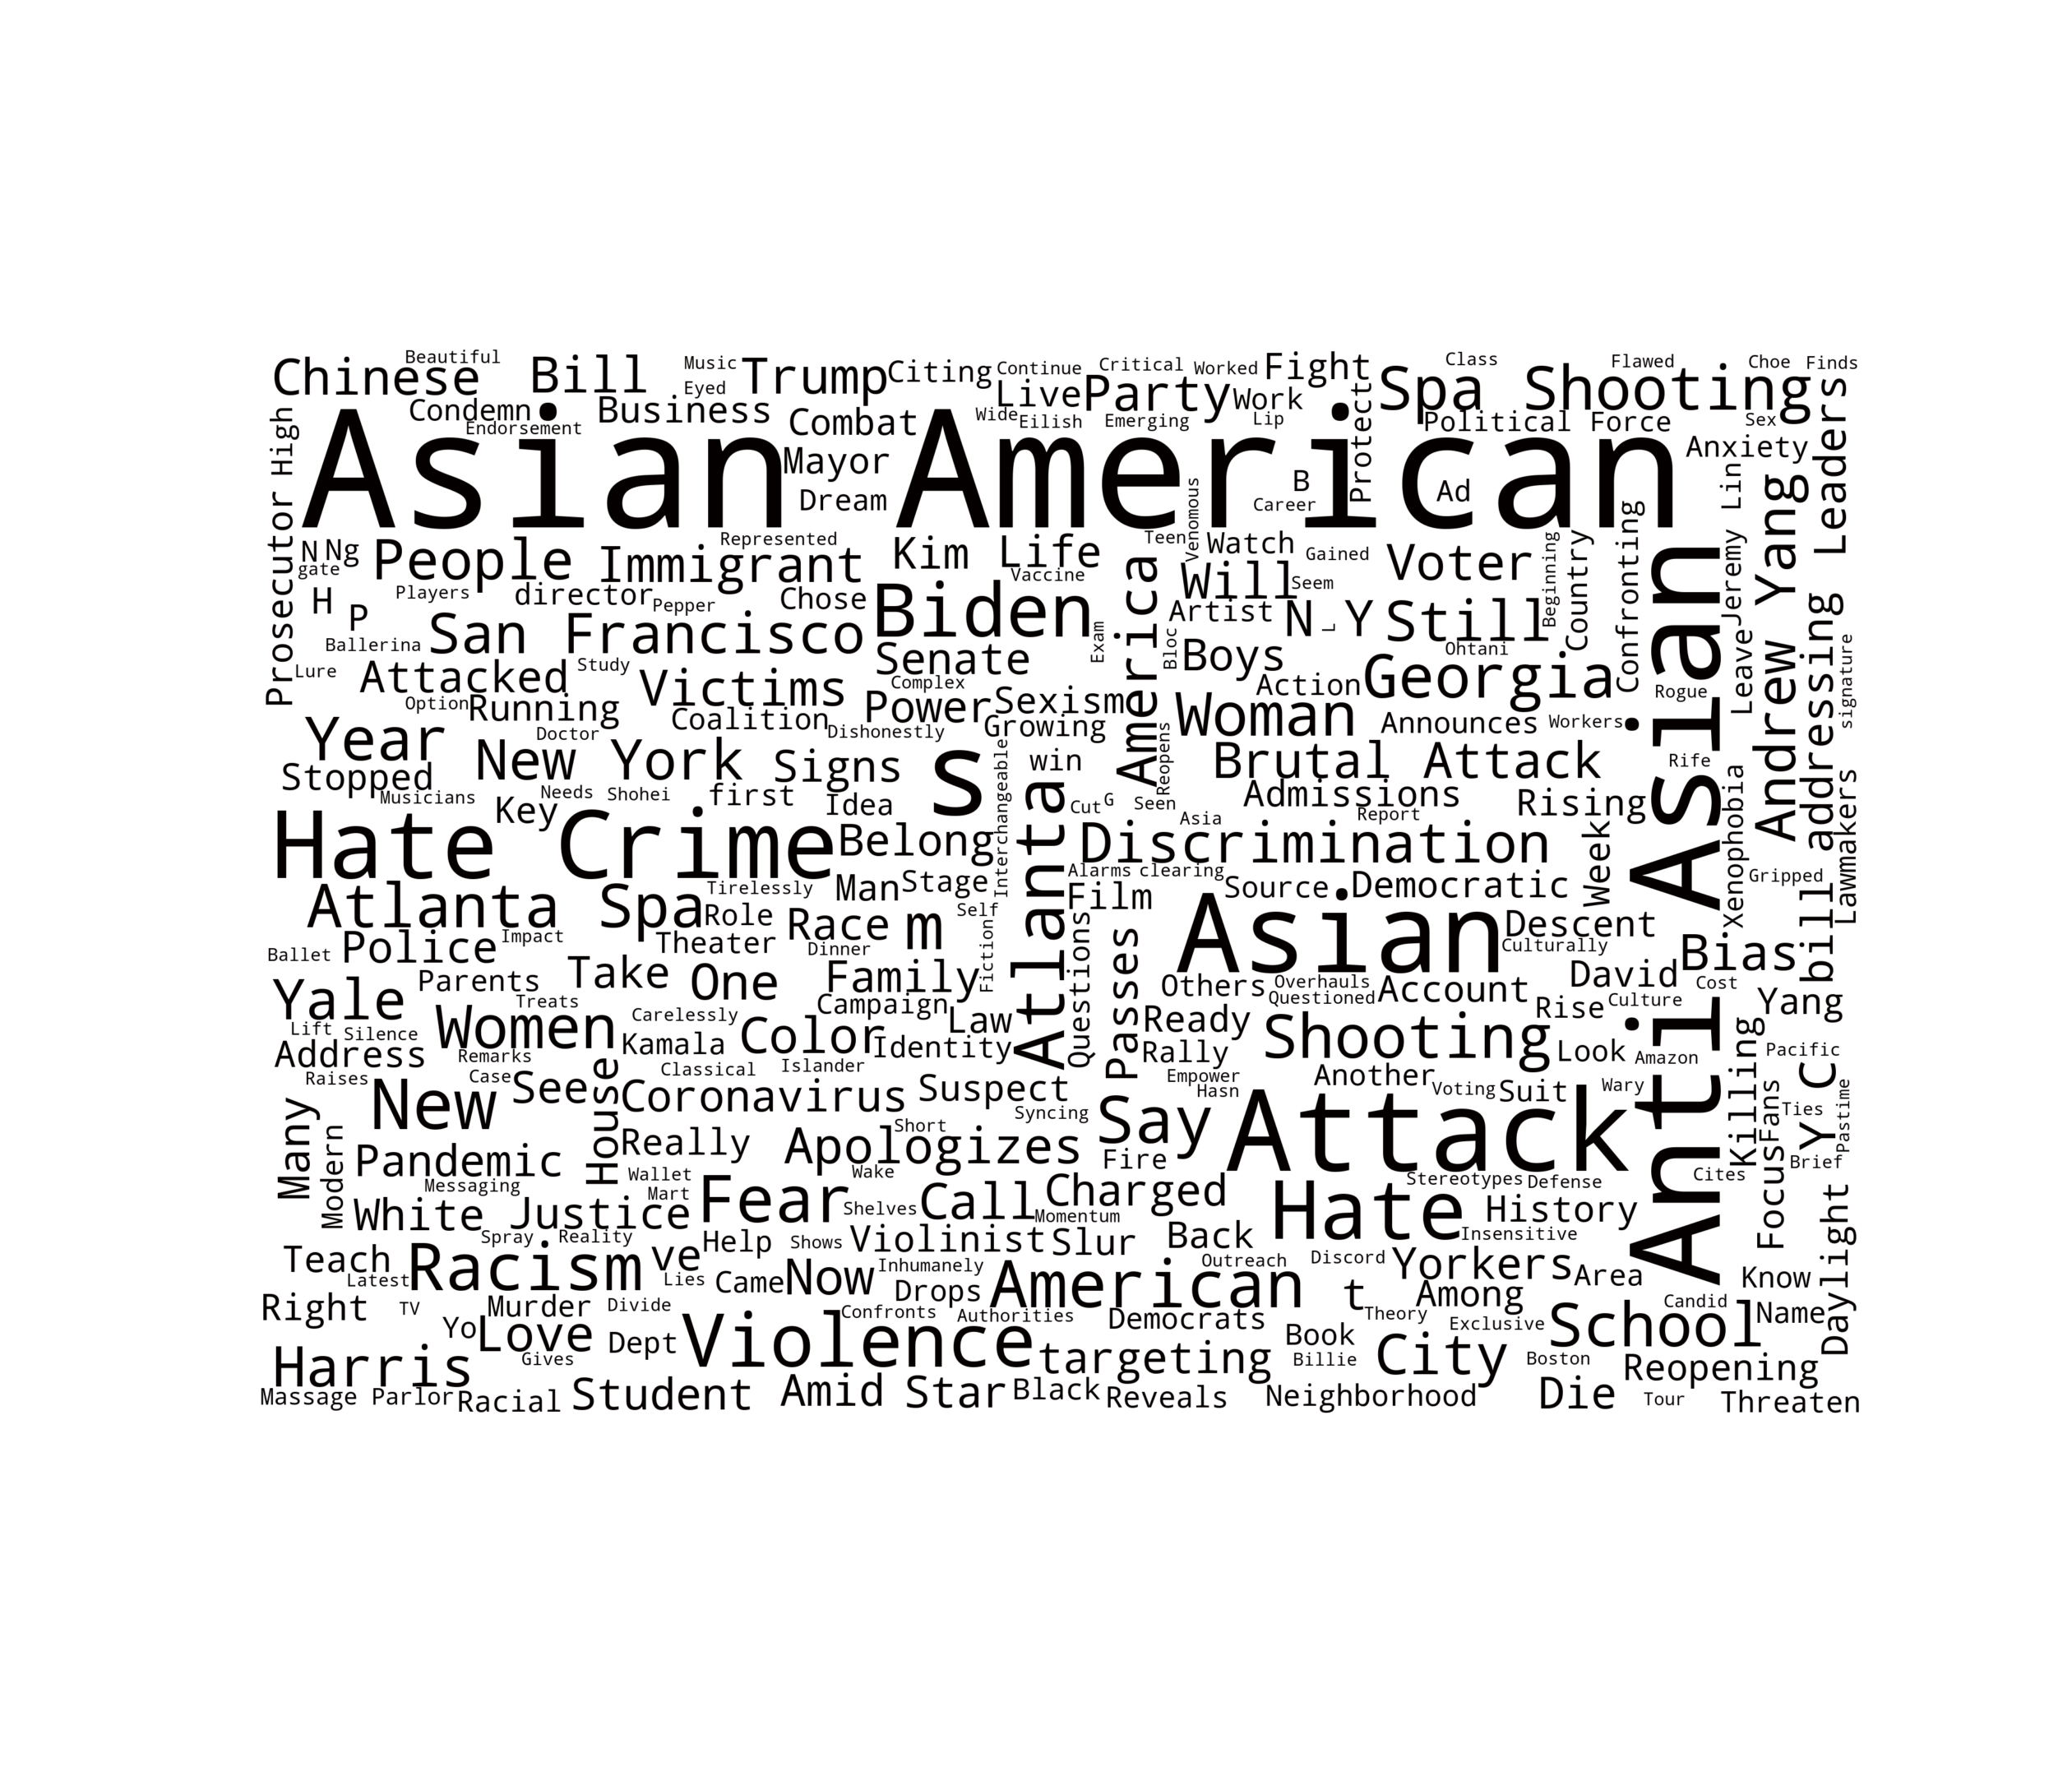 Beautiful Music Class Flawed Choe Finds
Chinese Bill Trump Citing Continue Critical Worked Fight Spa Shooting
Eyed Live Party Work
Condemn Business Combat Wide Eilish Emerging Lip Political Force Sex
Endorsement
Asian American
Mayor Anxiety
Dream B Ad
Career
Protect
High
Prosecutor
Leaders
addressing
bill
Jeremy Lin
Andrew Yang
Represented Teen
N Ng People Immigrant Kim Life Watch Gained Voter
gate Vaccine Will Seem
Venomous
America
Beginning
Country
Confronting
Anti Asian
H P Players director Pepper Chose Biden Artist N Y Still
L
Ballerina San Francisco Exam Bloc Ohtani
Lure Attacked Study Victims Senate Boys Georgia
Complex Action Rogue
Leave
signature
Option Running Coalition Power Sexism Woman Announces Workers
Year Doctor Dishonestly Growing
New York Signs s win Brutal Attack Rife
Stopped Reopens
Musicians Key Needs Shohei first Idea Cut G Seen Admissions Rising
Interchangeable
Atlanta
Asia Report
Hate Crime Belong Discrimination
Week
Xenophobia
Lawmakers
Alarms clearing Gripped
Atlanta Spa Tirelessly Man Stage Film Source Democratic
Role Race m Self Asian Descent
Ballet Police Impact Theater Dinner Culturally Bias
Fiction
Questions
Passes
Parents Take One Family Others Overhauls David Cost
Yale Treats Campaign Questioned Account Rise Culture Yang
Lift Silence Women Carelessly Color Law Ready Shooting
Address Remarks Kamala Identity Rally Look Amazon Pacific
Raises Case Classical Islander Empower Another
New See Coronavirus Suspect Hasn Voting Suit Wary
House
Many
Modern
Killing
Fans
Focus
Y C
Ties
Pastime
Syncing Say Attack
Really Short
Pandemic Apologizes Fire Brief
Messaging Wallet Wake Stereotypes Defense Cites
White Justice Mart Fear Shelves Call Charged Hate History
Momentum
Daylight
Spray Reality Help Shows Violinist Slur Back Insensitive
Teach Racism ve Outreach Discord Yorkers Area
Latest Lies Came Now Inhumanely Drops American t Among Know
Right TV Murder Divide Confronts Authorities Democrats Theory Exclusive Candid Name
Yo Love Dept Violence Book School
Harris Gives targeting Billie City Boston Reopening
Massage Parlor Racial Student Amid Star Black Reveals Neighborhood Die Tour Threaten